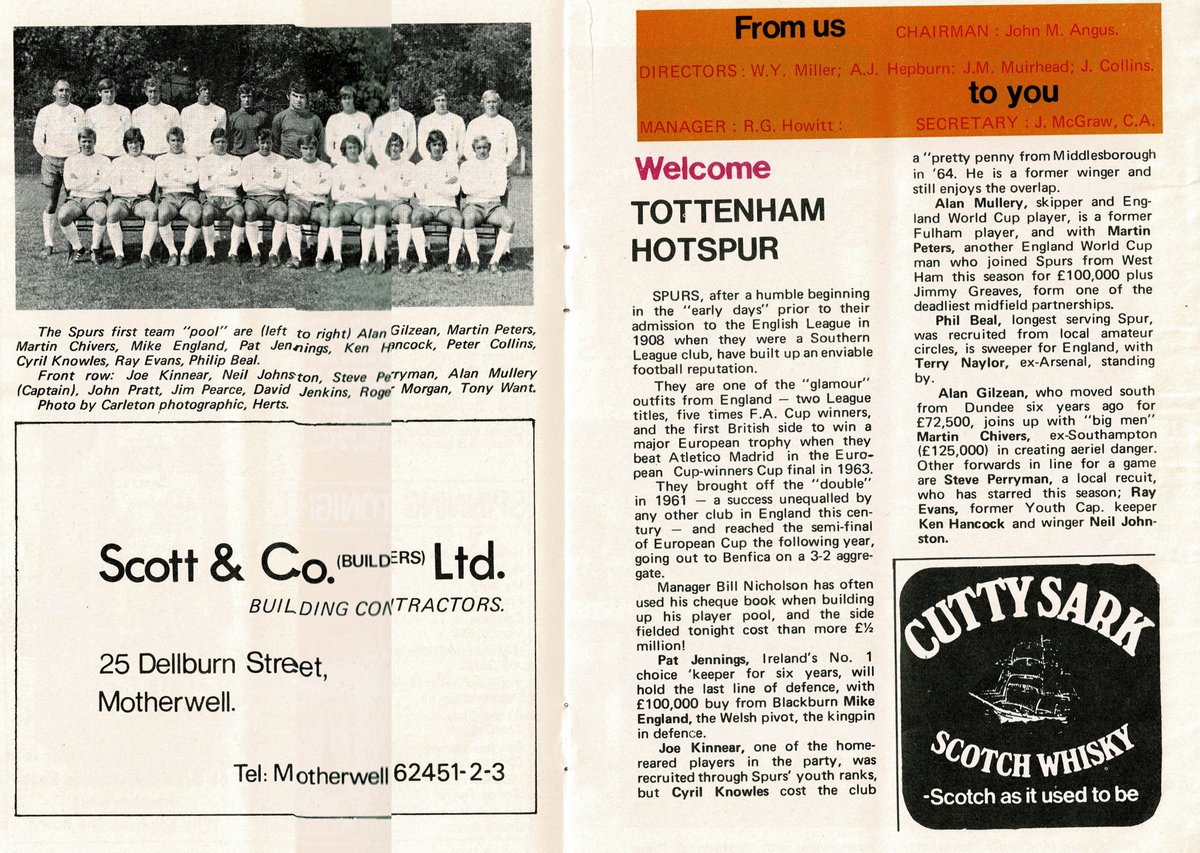 The Spurs first team "pool" are (left to right) Alan Gilzean, Martin Peters,
Martin Chivers, Mike England, Pat Jennings, Ken Hancock, Peter Collins,
Cyril Knowles, Ray Evans, Philip Beal.
Front row: Joe Kinnear, Neil Johnston, Steve Perryman, Alan Mullery
(Captain), John Pratt, Jim Pearce, David Jenkins, Roger Morgan, Tony Want.
Photo by Carleton photographic, Herts.
Scott & Co. (BUILDERS) Ltd.
BUILDING CONTRACTORS.
25 Dellburn Street,
Motherwell.
Tel: Motherwell 62451-2-3
From us
CHAIRMAN : John M. Angus.
DIRECTORS : W.Y. Miller; A.J. Hepburn; J.M. Muirhead; J. Collins.
to you
MANAGER : R.G. Howitt :
SECRETARY : J. McGraw, C.A.
Welcome
TOTTENHAM
HOTSPUR
SPURS, after a humble beginning
in the "early days" prior to their
admission to the English League in
1908 when they were a Southern
League club, have built up an enviable
football reputation.
They are one of the "glamour"
outfits from England — two League
titles, five times F.A. Cup winners,
and the first British side to win a
major European trophy when they
beat Atletico Madrid in the Euro-
pean Cup-winners Cup final in 1963.
They brought off the "double"
in 1961 — a success unequalled by
any other club in England this cen-
tury — and reached the semi-final
of European Cup the following year,
going out to Benfica on a 3-2 aggre-
gate.
Manager Bill Nicholson has often
used his cheque book when building
up his player pool, and the side
fielded tonight cost than more £½
million!
Pat Jennings, Ireland's No. 1
choice 'keeper for six years, will
hold the last line of defence, with
£100,000 buy from Blackburn Mike
England, the Welsh pivot, the kingpin
in defence.
Joe Kinnear, one of the home-
reared players in the party, was
recruited through Spurs' youth ranks,
but Cyril Knowles cost the club
a "pretty penny from Middlesborough
in '64. He is a former winger and
still enjoys the overlap.
Alan Mullery, skipper and Eng-
land World Cup player, is a former
Fulham player, and with Martin
Peters, another England World Cup
man who joined Spurs from West
Ham this season for £100,000 plus
Jimmy Greaves, form one of the
deadliest midfield partnerships.
Phil Beal, longest serving Spur,
was recruited from local amateur
circles, is sweeper for England, with
Terry Naylor, ex-Arsenal, standing
by.
Alan Gilzean, who moved south
from Dundee six years ago for
£72,500, joins up with "big men"
Martin Chivers, ex-Southampton
(£125,000) in creating aeriel danger.
Other forwards in line for a game
are Steve Perryman, a local recuit,
who has starred this season; Ray
Evans, former Youth Cap. keeper
Ken Hancock and winger Neil John-
ston.
CUTTY SARK
SCOTCH WHISKY
-Scotch as it used to be